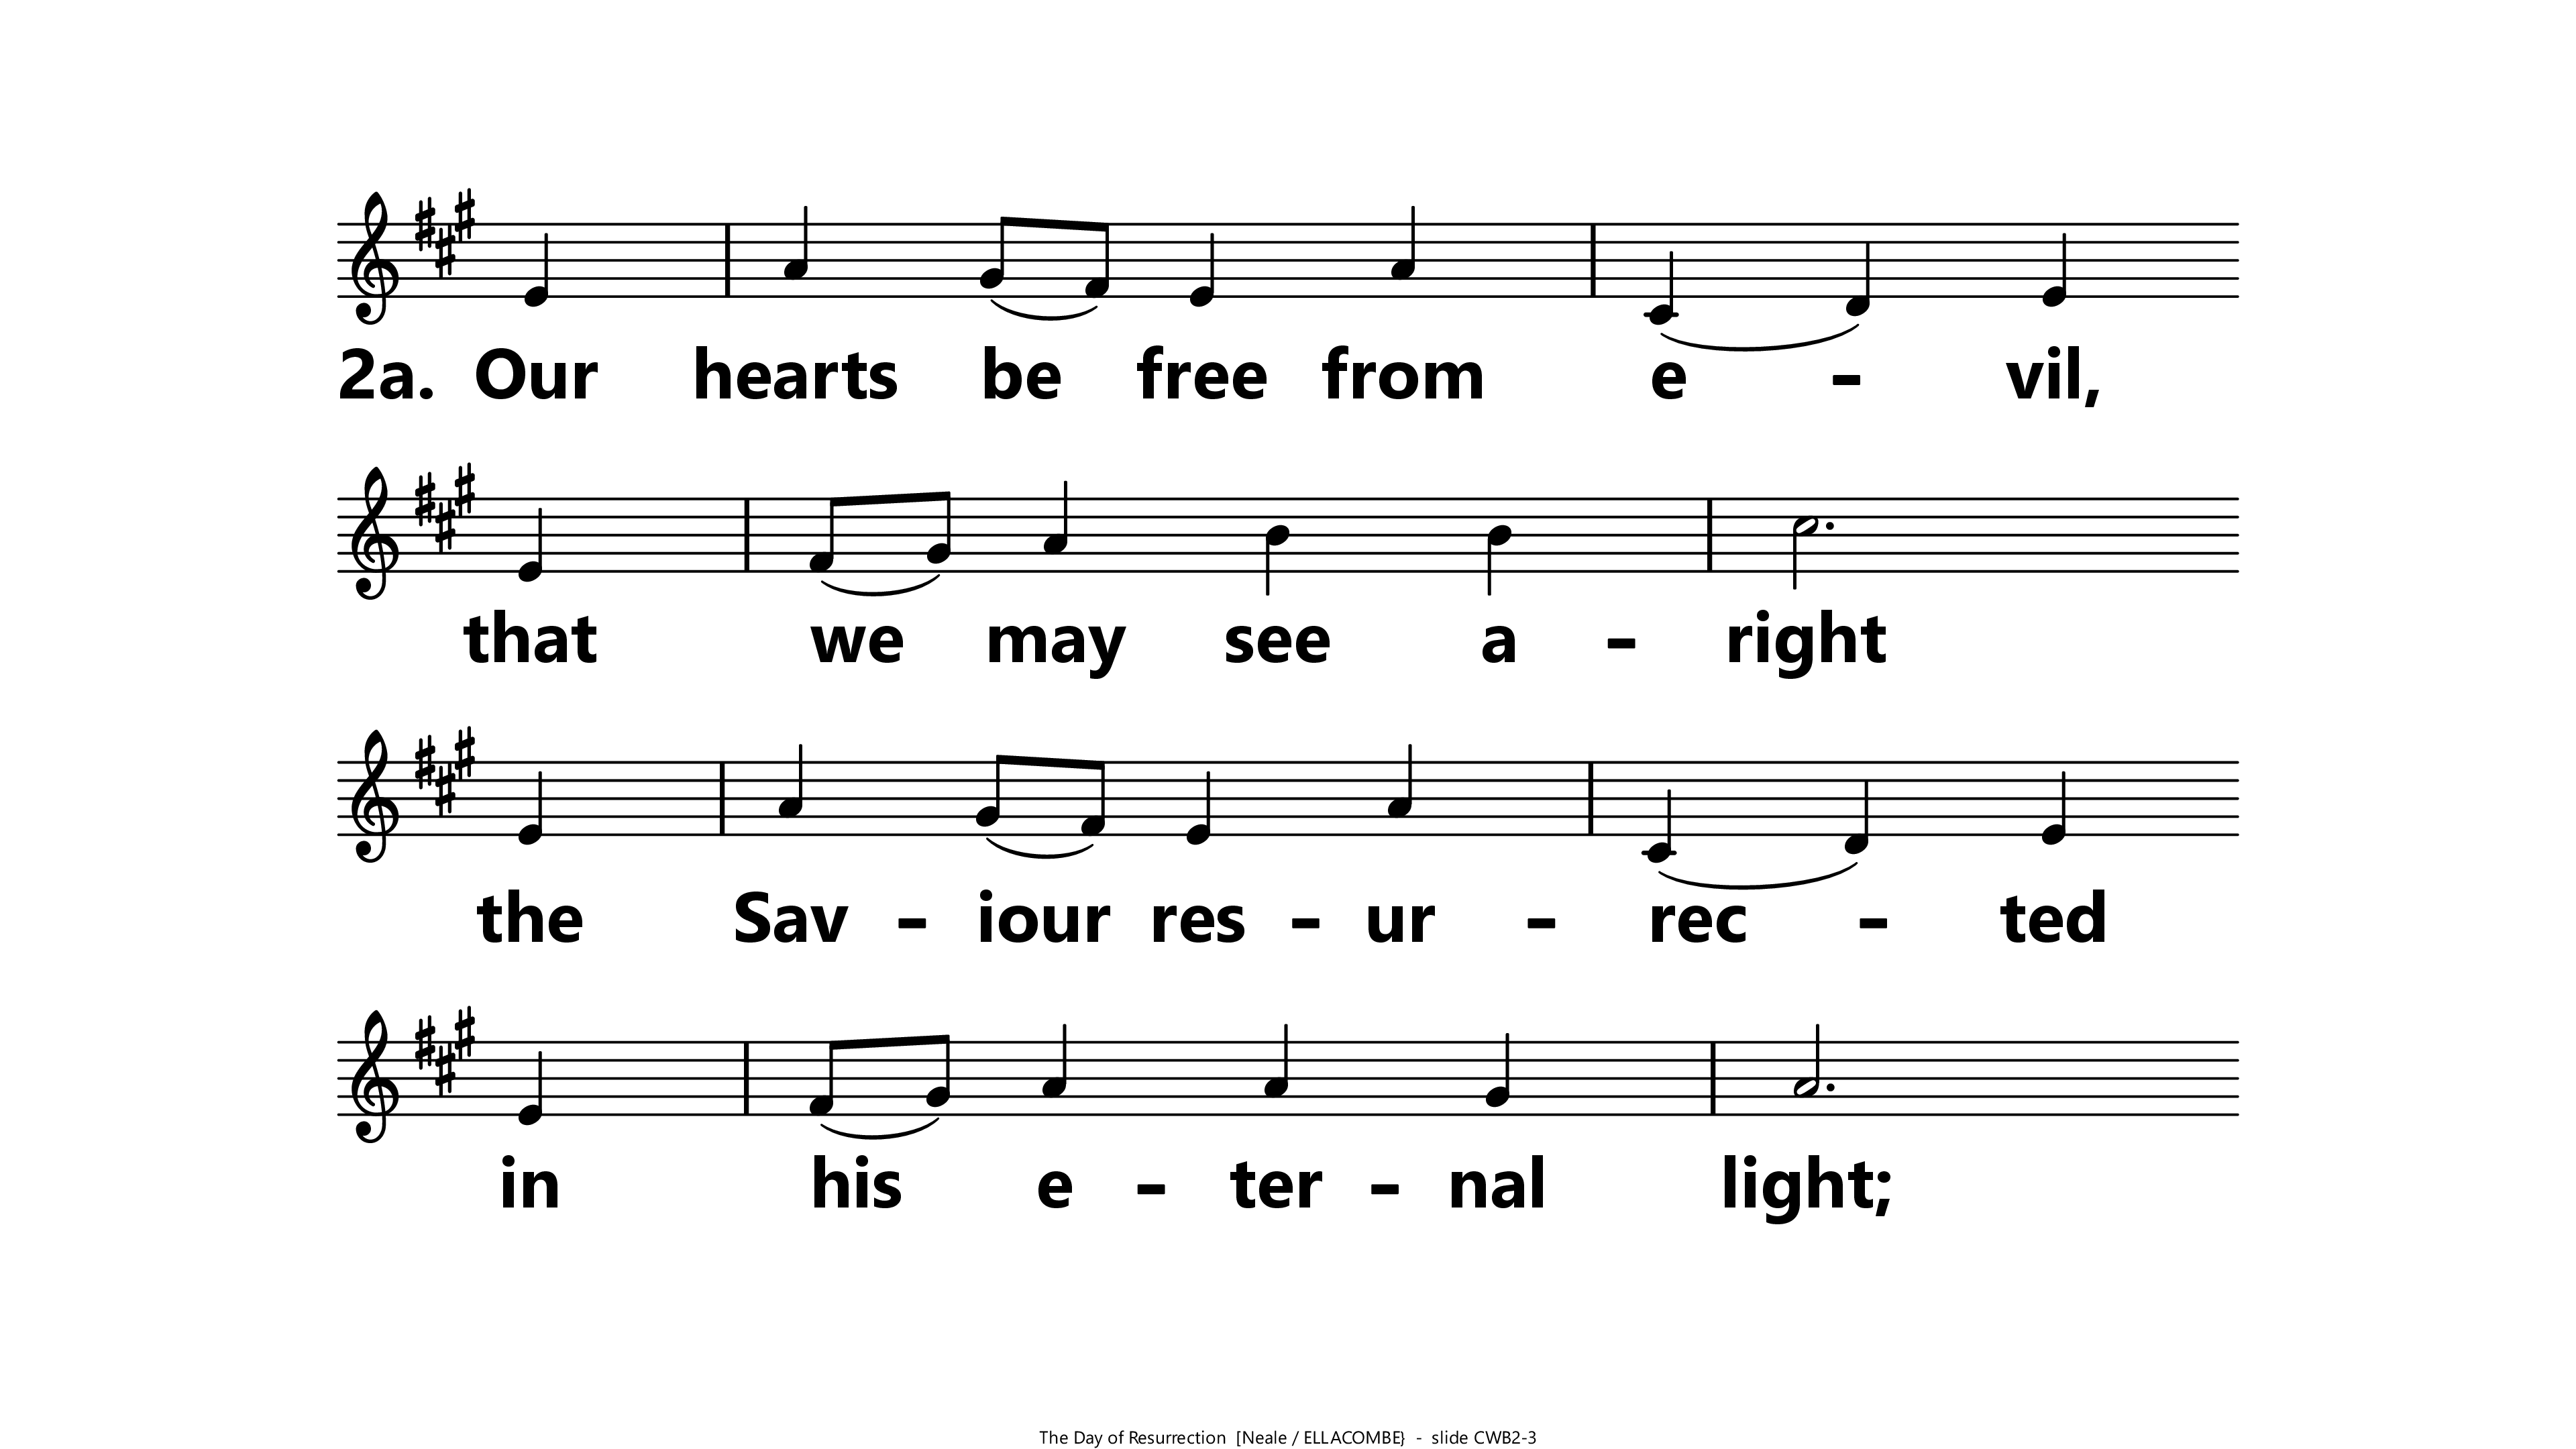 2a. Our hearts be free from e - vil,
that we may see a - right
the Sav - iour res - ur - rec - ted
in his e - ter - nal light;
The Day of Resurrection [Neale / ELLACOMBE} - slide CWB2-3